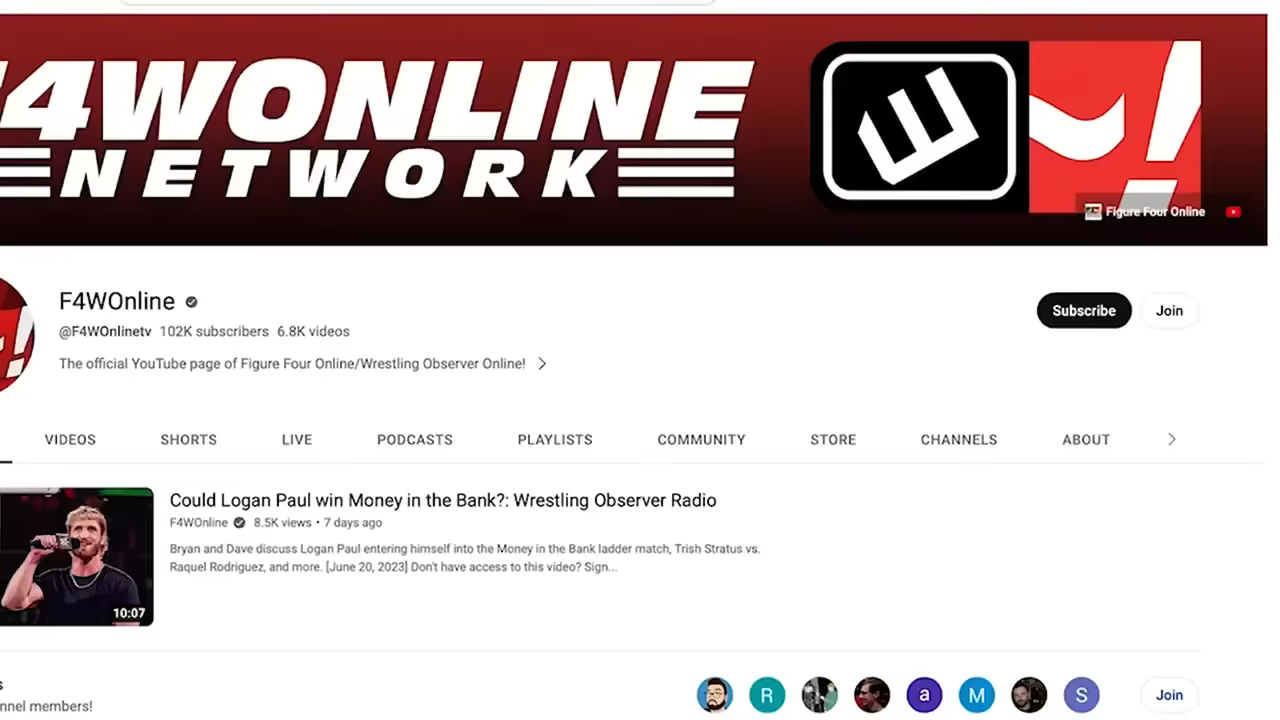 4WONLINE
NETWORK
Figure Four Online
F4WOnline
@F4WOnlinetv 102K subscribers 6.8K videos
The official YouTube page of Figure Four Online/Wrestling Observer Online!
Subscribe
Join
VIDEOS SHORTS LIVE PODCASTS PLAYLISTS COMMUNITY STORE CHANNELS ABOUT
Could Logan Paul win Money in the Bank?: Wrestling Observer Radio
F4WOnline 8.5K views • 7 days ago
Bryan and Dave discuss Logan Paul entering himself into the Money in the Bank ladder match, Trish Stratus vs.
Raquel Rodriguez, and more. [June 20, 2023] Don't have access to this video? Sign...
10:07
s
nnel members!
R
a
M
S
Join